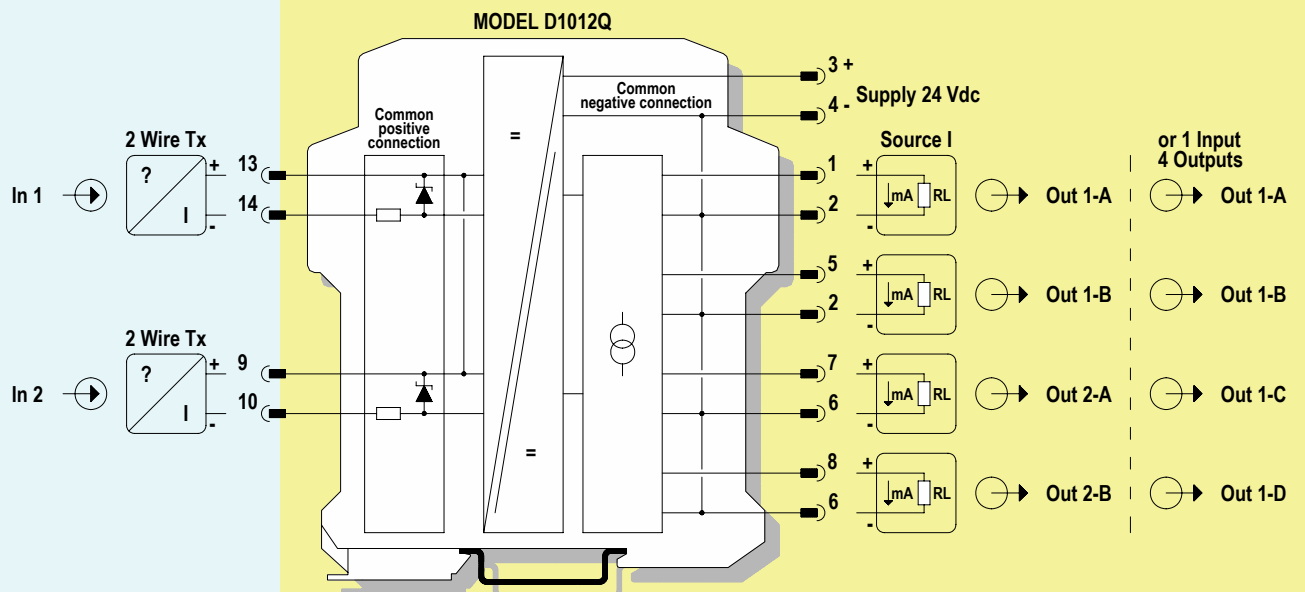 MODEL D1012Q
3 +
Common
negative connection
4 -
Supply 24 Vdc
Common
positive
connection
=
2 Wire Tx
Source I
or 1 Input
4 Outputs
In 1
?
I
+
-
13
14
1
2
+
-
mA
RL
Out 1-A
Out 1-A
5
2
+
-
mA
RL
Out 1-B
Out 1-B
2 Wire Tx
In 2
?
I
+
-
9
10
7
6
+
-
mA
RL
Out 2-A
Out 1-C
=
8
6
+
-
mA
RL
Out 2-B
Out 1-D